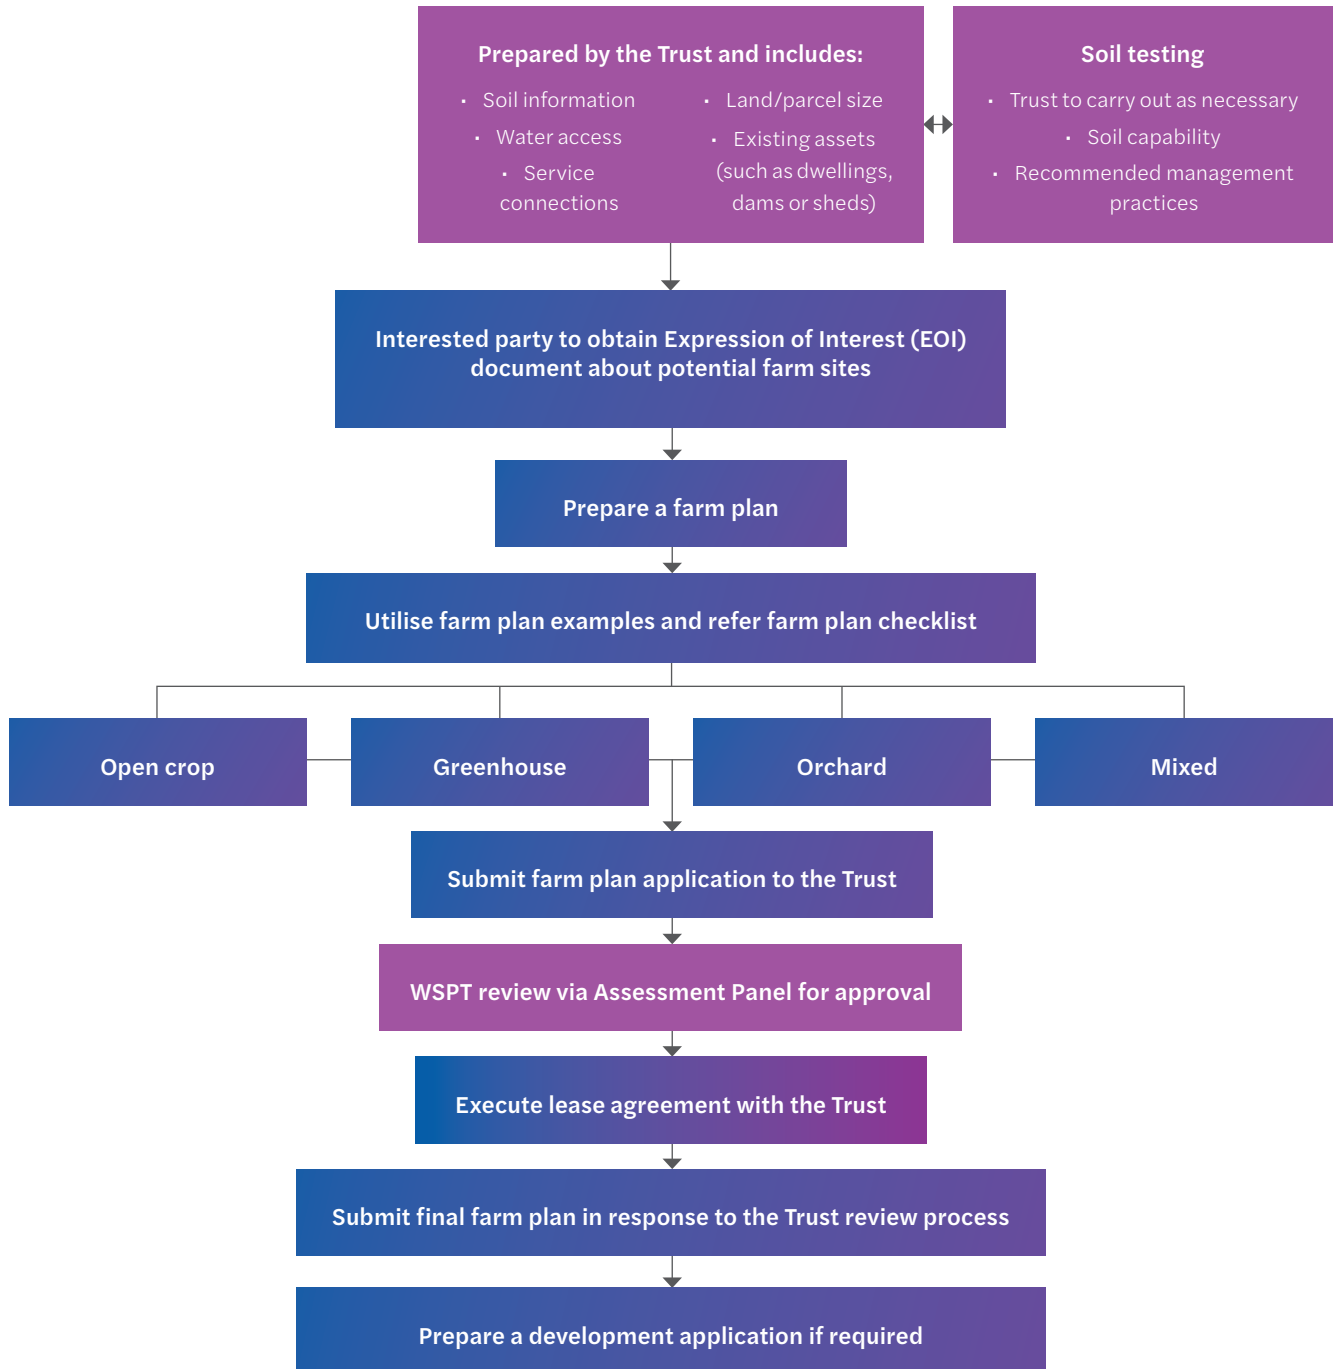 Prepared by the Trust and includes:
• Soil information
• Water access
• Service
connections
• Land/parcel size
• Existing assets
(such as dwellings,
dams or sheds)
Soil testing
• Trust to carry out as necessary
• Soil capability
• Recommended management
practices
Interested party to obtain Expression of Interest (EOI)
document about potential farm sites
Prepare a farm plan
Utilise farm plan examples and refer farm plan checklist
Open crop
Greenhouse
Orchard
Mixed
Submit farm plan application to the Trust
WSPT review via Assessment Panel for approval
Execute lease agreement with the Trust
Submit final farm plan in response to the Trust review process
Prepare a development application if required